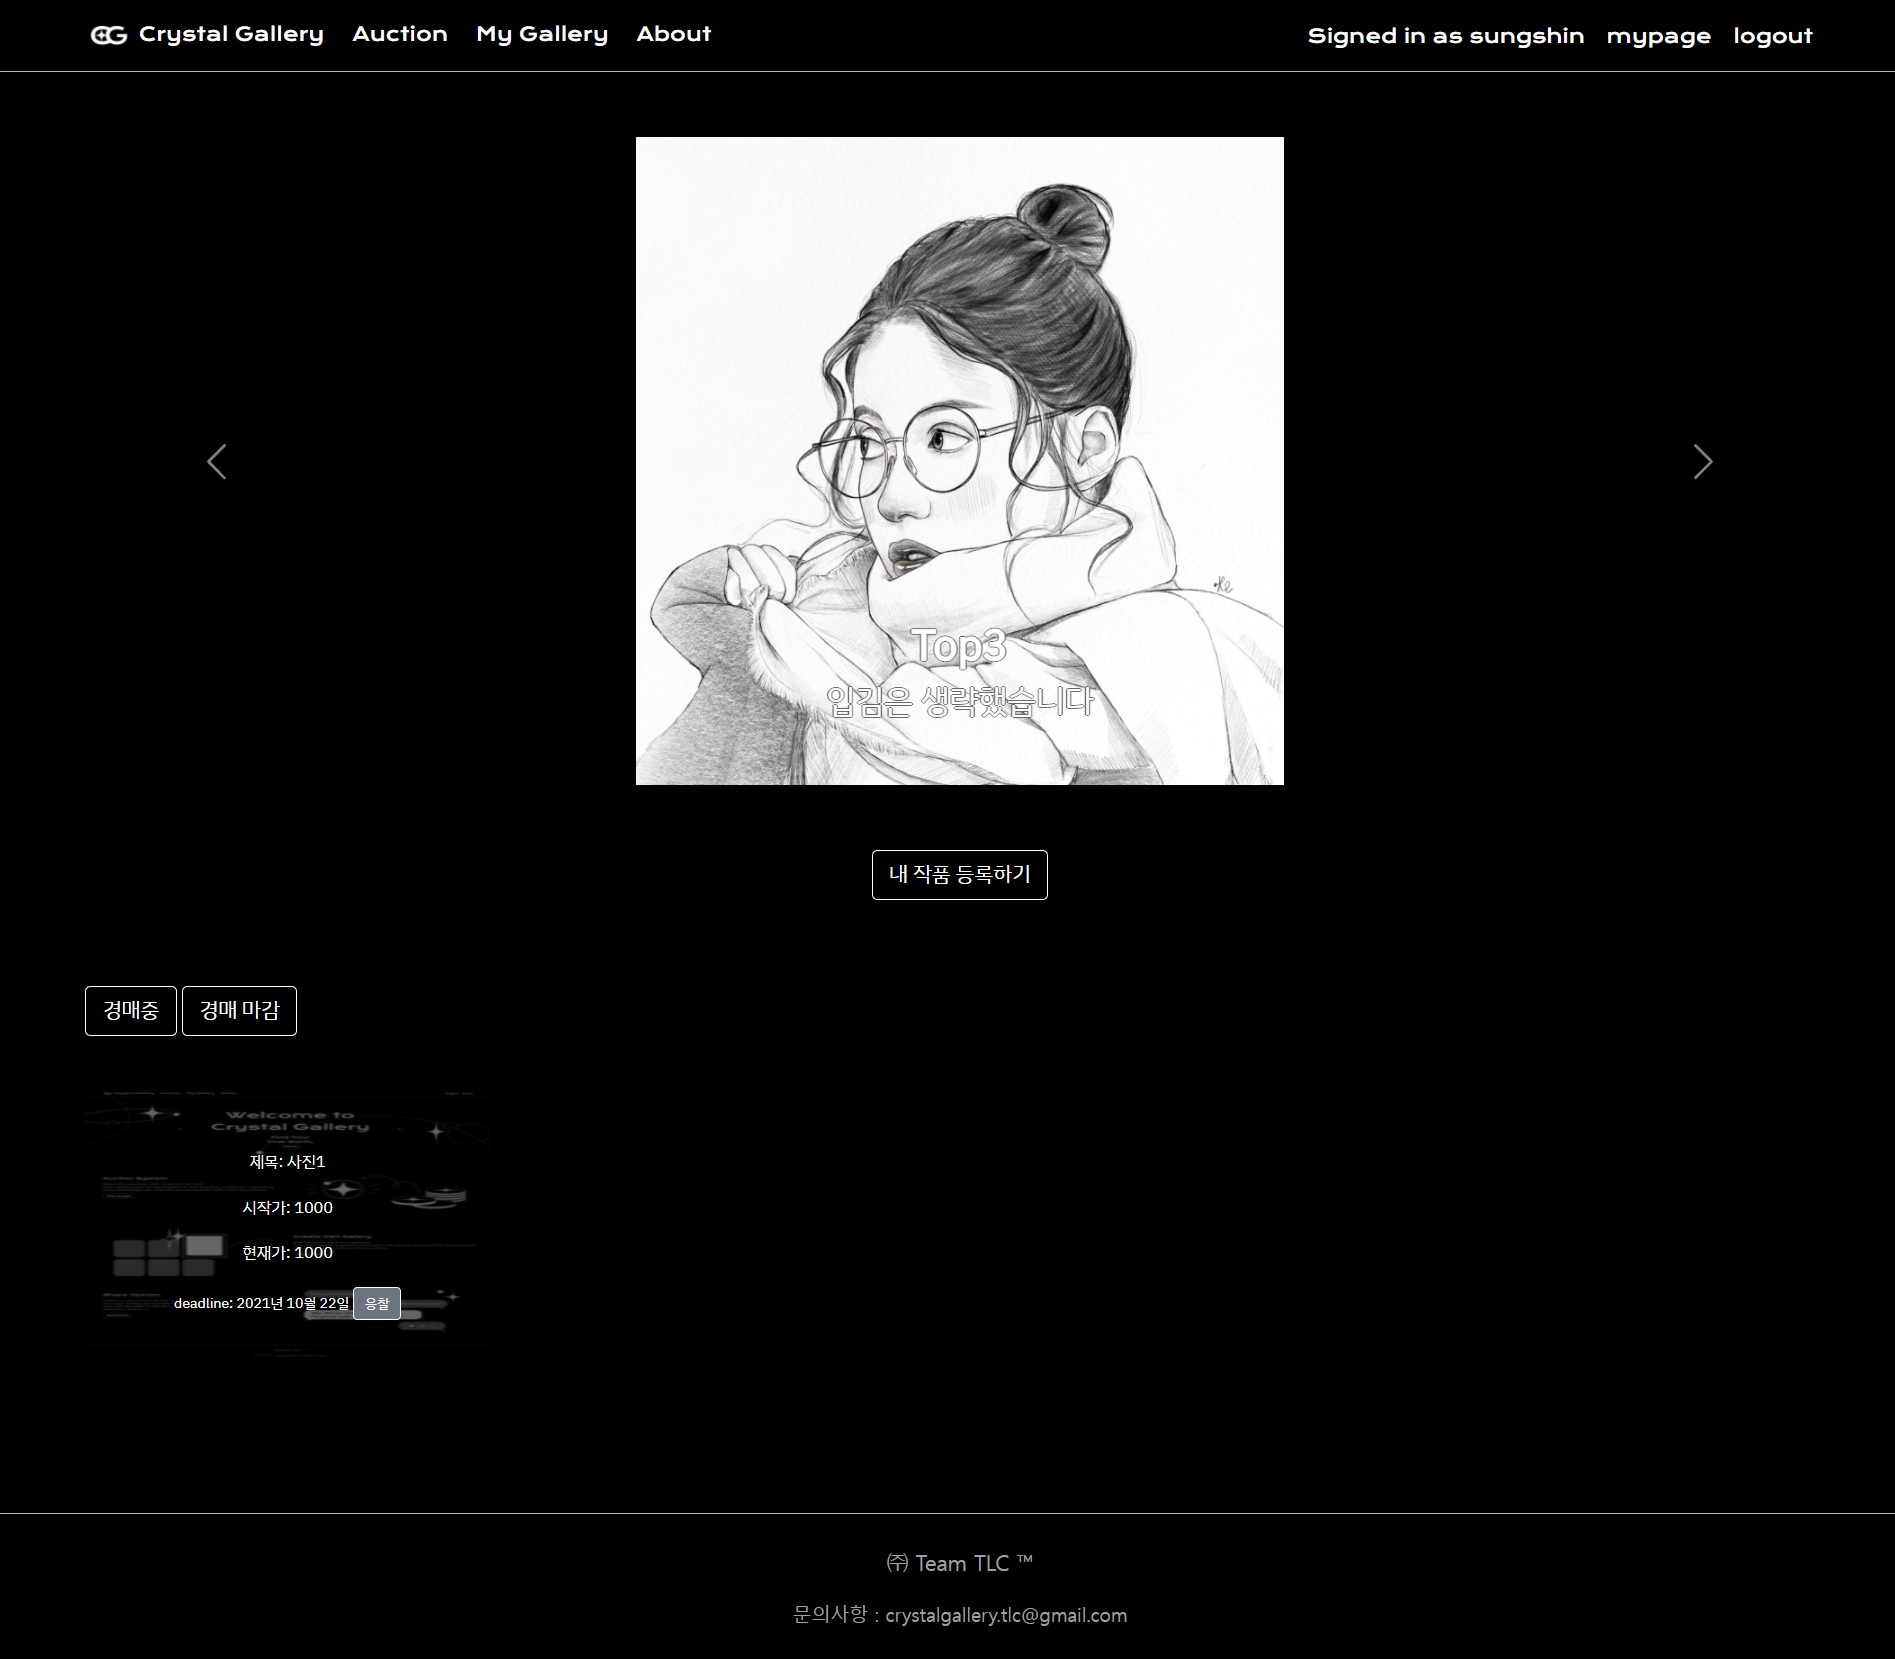 CG Crystal Gallery Auction My Gallery About Signed in as sungshin mypage logout
Top3
입김은 생략했습니다
내 작품 등록하기
경매중 경매 마감
Welcome to
Crystal Gallery
제목: 사진1
시작가: 1000
현재가: 1000
deadline: 2021년 10월 22일 응찰
㈜ Team TLC ™
문의사항 : crystalgallery.tlc@gmail.com